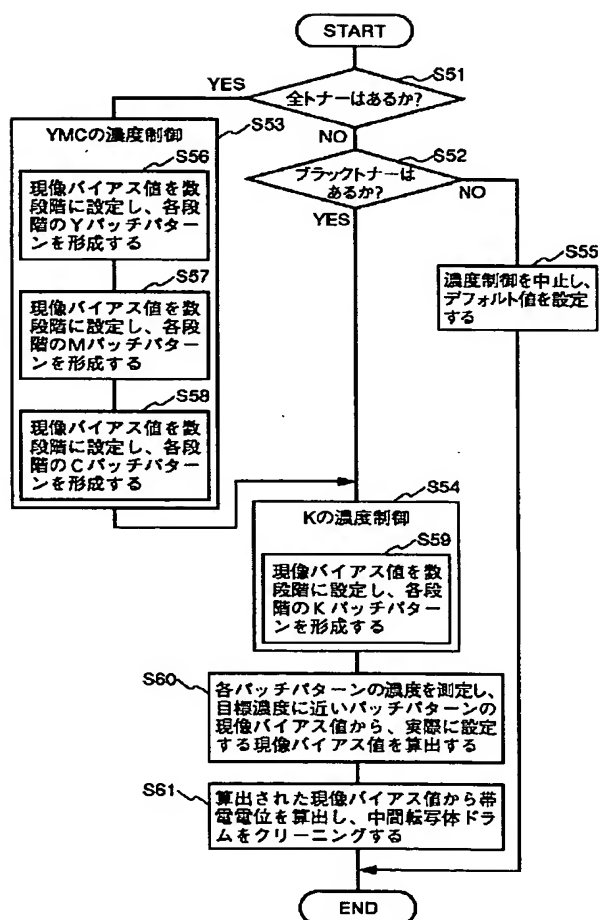 START
S51
YES
全トナーはあるか?
S53
YMCの濃度制御
NO
S52
S56
ブラックトナーは
あるか?
NO
YES
現像バイアス値を数
段階に設定し、各段
階のYパッチパター
ンを形成する
S55
濃度制御を中止し、
デフォルト値を設定
する
S57
現像バイアス値を数
段階に設定し、各段
階のMパッチパター
ンを形成する
S58
現像バイアス値を数
段階に設定し、各段
階のCパッチパター
ンを形成する
S54
Kの濃度制御
S59
現像バイアス値を数
段階に設定し、各段
階のKパッチパター
ンを形成する
S60
各パッチパターンの濃度を測定し、
目標濃度に近いパッチパターンの
現像バイアス値から、実際に設定
する現像バイアス値を算出する
S61
算出された現像バイアス値から帯
電電位を算出し、中間転写体ドラ
ムをクリーニングする
END